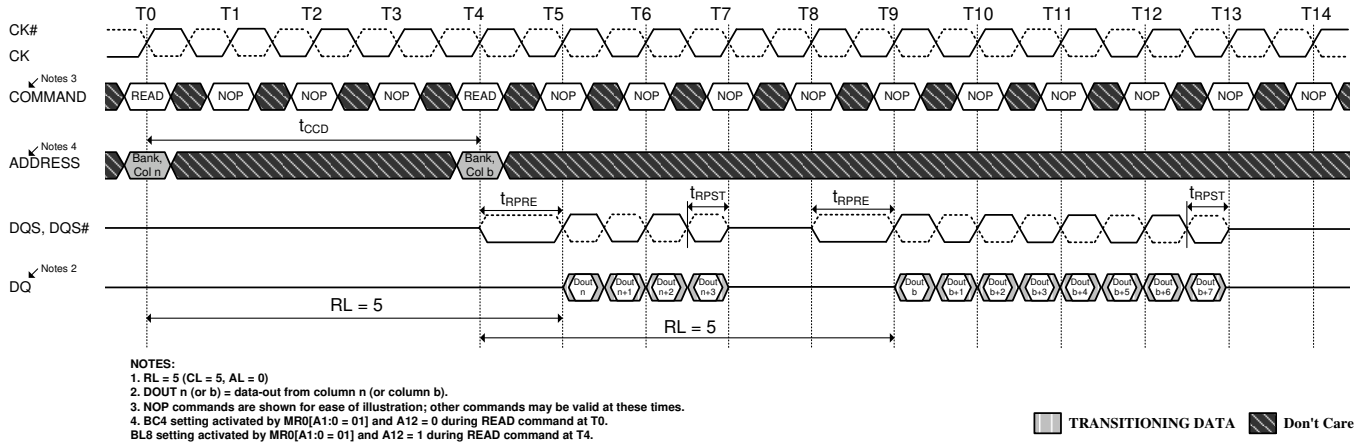 T0 T1 T2 T3 T4 T5 T6 T7 T8 T9 T10 T11 T12 T13 T14
CK#
CK
Notes 3
COMMAND READ NOP NOP NOP READ NOP NOP NOP NOP NOP NOP NOP NOP NOP NOP
tCCD
Notes 4
ADDRESS
Bank, Col n
Bank, Col b
tRPRE tRPST tRPRE tRPST
DQS, DQS#
Notes 2
DQ
Dout n Dout n+1 Dout n+2 Dout n+3 Dout b Dout b+1 Dout b+2 Dout b+3 Dout b+4 Dout b+5 Dout b+6 Dout b+7
RL = 5
RL = 5
NOTES:
1. RL = 5 (CL = 5, AL = 0)
2. DOUT n (or b) = data-out from column n (or column b).
3. NOP commands are shown for ease of illustration; other commands may be valid at these times.
4. BC4 setting activated by MR0[A1:0 = 01] and A12 = 0 during READ command at T0.
BL8 setting activated by MR0[A1:0 = 01] and A12 = 1 during READ command at T4.
TRANSITIONING DATA Don't Care